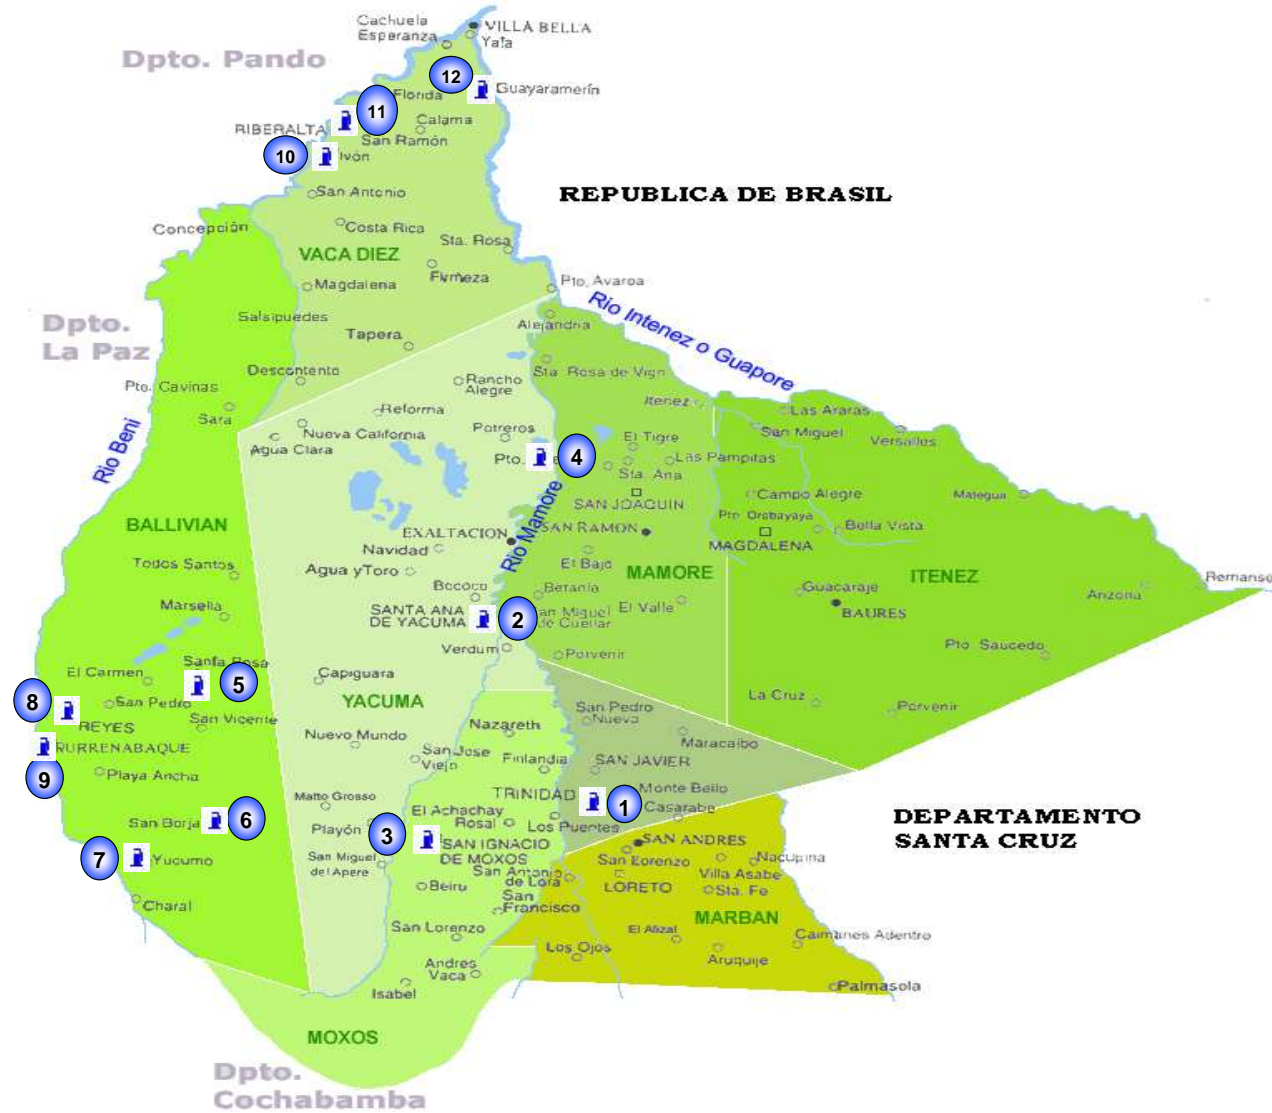 Cachuela
Esperanza
VILLA BELLA
Yata
Dpto. Pando
12
Guayaramerín
Florida
11
RIBERALTA
Calama
San Ramón
10
Ivón
San Antonio
REPUBLICA DE BRASIL
Concepción
Costa Rica
VACA DIEZ
Sta. Rosa
Firmeza
Magdalena
Pto. Avaroa
Rio Intenez o Guapore
Salsipuedes
Dpto.
La Paz
Tapera
Alejandria
Descontento
Pto. Cavinas
Sara
Rio Beni
Rancho
Alegre
Sta. Rosa de Vign
Reforma
Itenez
Las Araras
Nueva California
Agua Clara
Potreros
El Tigre
San Miguel
Versalles
Pto.
4
Las Pampitas
Sta. Ana
SAN JOAQUIN
Campo Alegre
Mategua
Pto. Orobayaya
BALLIVIAN
EXALTACION
Rio Mamore
SAN RAMON
Bella Vista
MAGDALENA
Navidad
El Bajo
Todos Santos
Agua y Toro
MAMORE
ITENEZ
Remanso
Bococo
Betania
Guacaraje
Arizona
Marsella
SANTA ANA
DE YACUMA
2
San Miguel
de Cuellar
El Valle
BAURES
Verdum
Porvenir
Pto. Saucedo
Santa Rosa
El Carmen
5
Capiguara
8
San Pedro
YACUMA
La Cruz
Porvenir
REYES
San Vicente
San Pedro
Nueva
Nazareth
RURRENABAQUE
Nuevo Mundo
Maracaibo
San Jose
Viejo
Finlandia
SAN JAVIER
9
Playa Ancha
Matto Grosso
TRINIDAD
1
Monte Bello
Casarabe
El Achachay
Rosal
San Borja
6
Playón
3
Los Puentes
DEPARTAMENTO
SANTA CRUZ
7
Yucumo
San Miguel
del Apere
SAN IGNACIO
DE MOXOS
SAN ANDRES
San Lorenzo
Nacupina
San Antonio
de Lora
Villa Asabe
LORETO
Sta. Fe
Beiru
Charal
San
Francisco
MARBAN
San Lorenzo
El Alizal
Caimanes Adentro
Los Ojos
Aruquije
Andres
Vaca
Isabel
Palmasola
MOXOS
Dpto.
Cochabamba